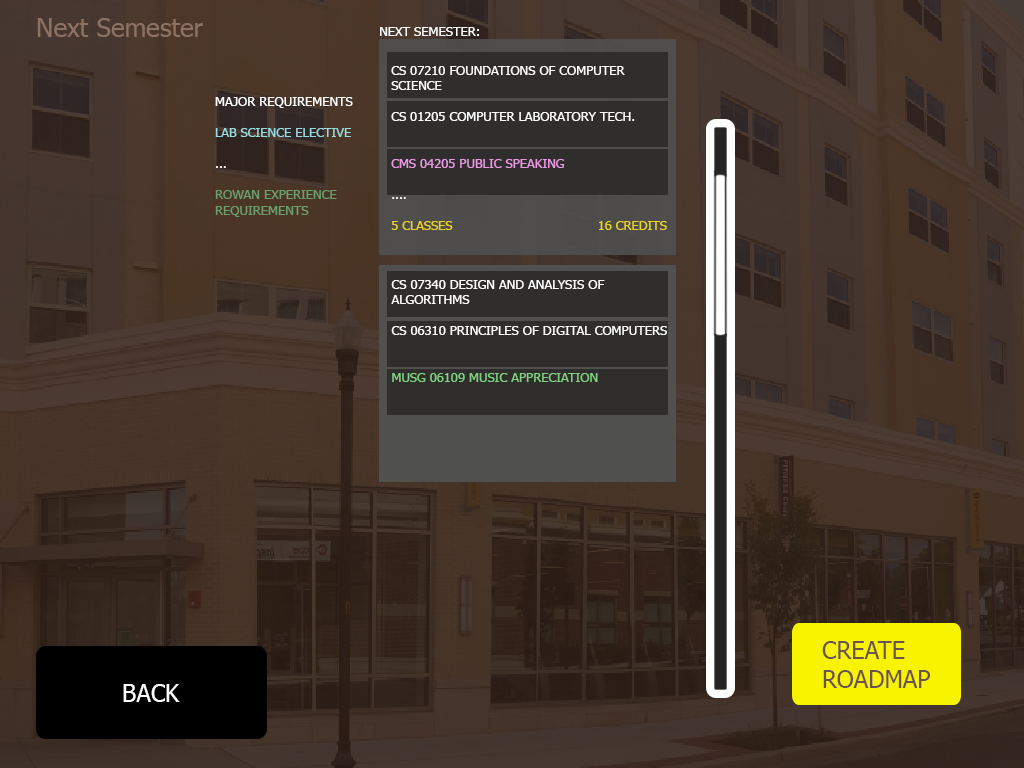 Next Semester
NEXT SEMESTER:
MAJOR REQUIREMENTS
LAB SCIENCE ELECTIVE
...
ROWAN EXPERIENCE
REQUIREMENTS
CS 07210 FOUNDATIONS OF COMPUTER
SCIENCE
CS 01205 COMPUTER LABORATORY TECH.
CMS 04205 PUBLIC SPEAKING
....
5 CLASSES 16 CREDITS
CS 07340 DESIGN AND ANALYSIS OF
ALGORITHMS
CS 06310 PRINCIPLES OF DIGITAL COMPUTERS
MUSG 06109 MUSIC APPRECIATION
BACK
CREATE
ROADMAP